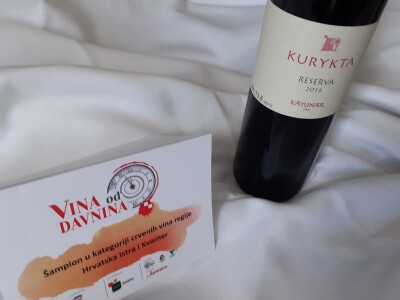 KURYKTA
RESERVA
2016
KATUNAR
VINA od
DAVNINA
Šampion u kategoriji crvenih vina regije
Hrvatska Istra i Kvarner